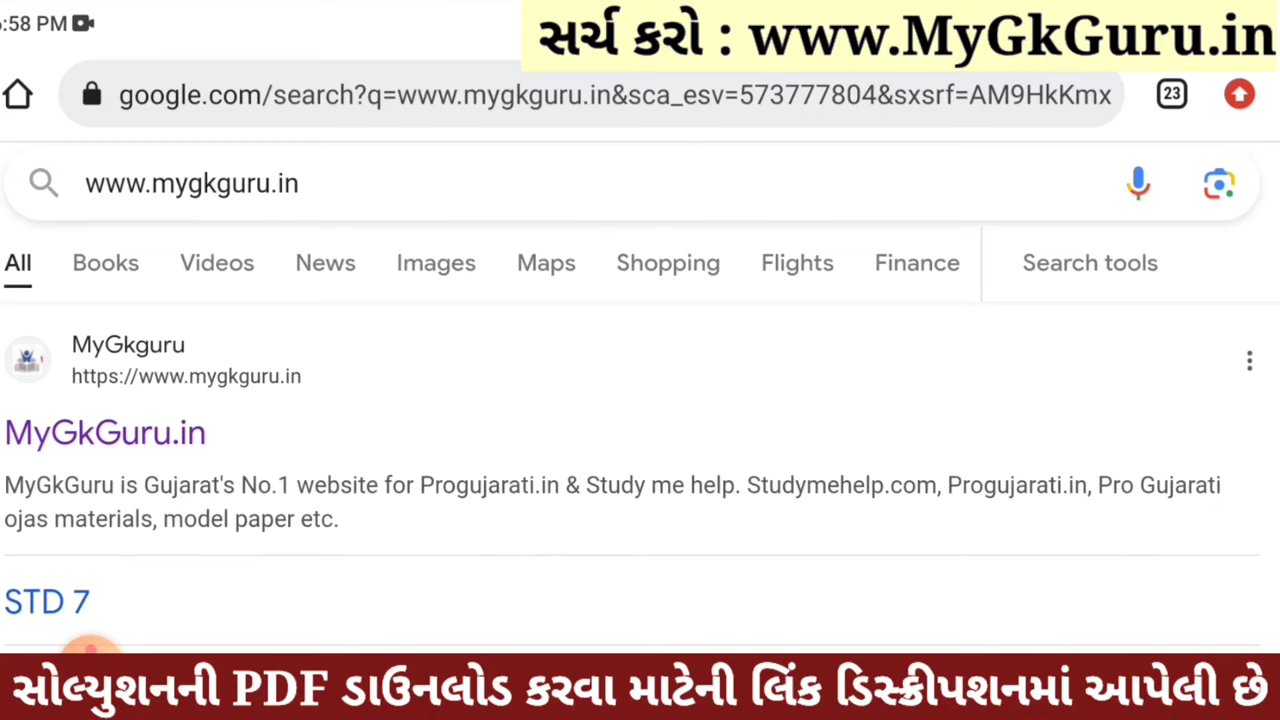 :58 PM
સર્ચ કરો : www.MyGkGuru.in
google.com/search?q=www.mygkguru.in&sca_esv=573777804&sxsrf=AM9HkKmx
23
www.mygkguru.in
All Books Videos News Images Maps Shopping Flights Finance Search tools
MyGkguru
https://www.mygkguru.in
MyGkGuru.in
MyGkGuru is Gujarat's No.1 website for Progujarati.in & Study me help. Studymehelp.com, Progujarati.in, Pro Gujarati
ojas materials, model paper etc.
STD 7
સોલ્યુશનની PDF ડાઉનલોડ કરવા માટેની લિંક ડિસ્ક્રીપશનમાં આપેલી છે